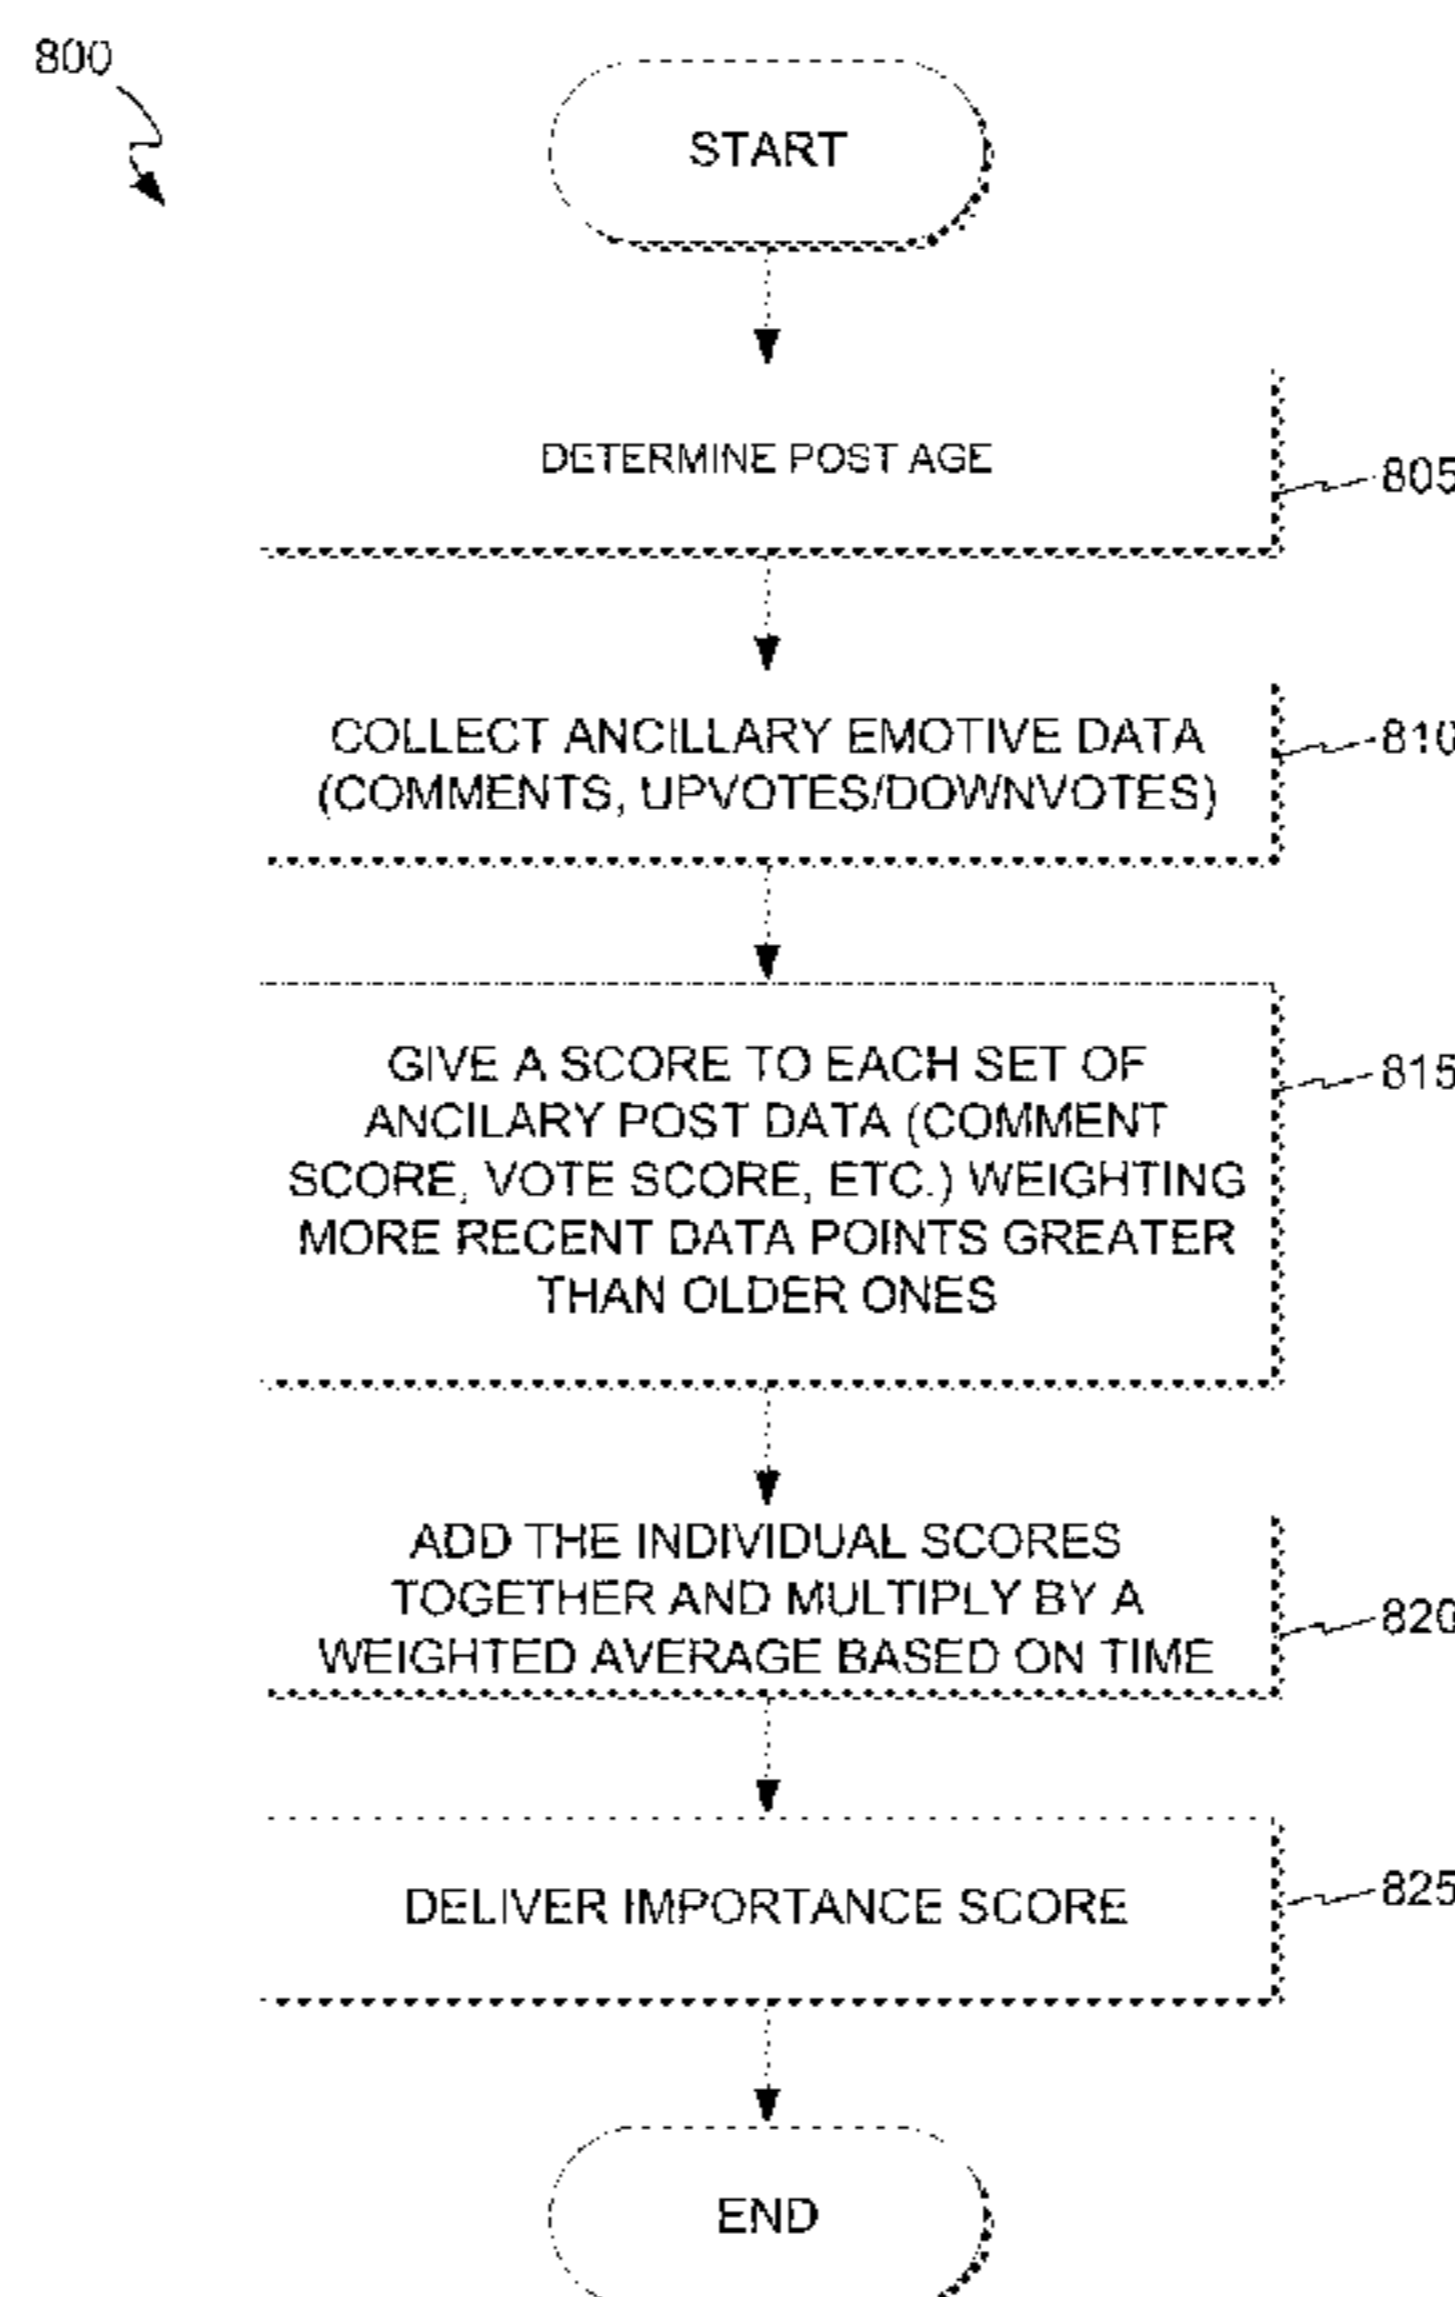 800
START
DETERMINE POST AGE
805
COLLECT ANCILLARY EMOTIVE DATA
(COMMENTS, UPVOTES/DOWNVOTES)
810
GIVE A SCORE TO EACH SET OF
ANCILARY POST DATA (COMMENT
SCORE, VOTE SCORE, ETC.) WEIGHTING
MORE RECENT DATA POINTS GREATER
THAN OLDER ONES
815
ADD THE INDIVIDUAL SCORES
TOGETHER AND MULTIPLY BY A
WEIGHTED AVERAGE BASED ON TIME
820
DELIVER IMPORTANCE SCORE
825
END